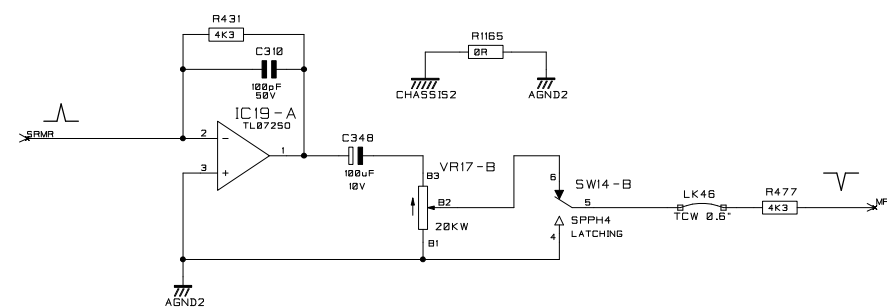 R431
4K3
C310
100pF
50V
IC19-A
TL072SO
SRMR
2
3
1
C348
100uF
10V
R1165
0R
CHASSIS2
AGND2
VR17-B
B3
B2
20KW
B1
6
SW14-B
5
SPPH4
4
LATCHING
LK46
TCW 0.6"
R477
4K3
AGND2